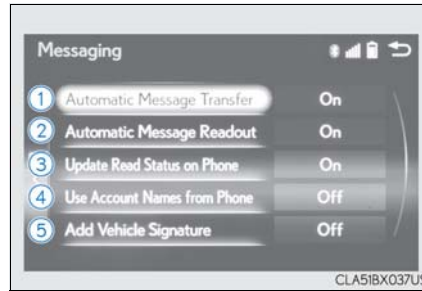 Messaging
1 Automatic Message Transfer On
2 Automatic Message Readout On
3 Update Read Status on Phone On
4 Use Account Names from Phone Off
5 Add Vehicle Signature Off
CLA51BX037US